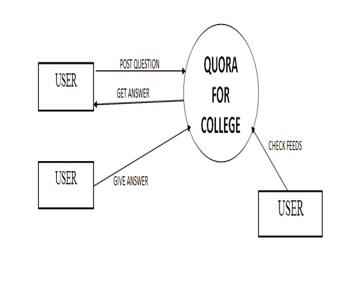 POST QUESTION
USER
GET ANSWER
QUORA
FOR
COLLEGE
USER
GIVE ANSWER
CHECK FEEDS
USER